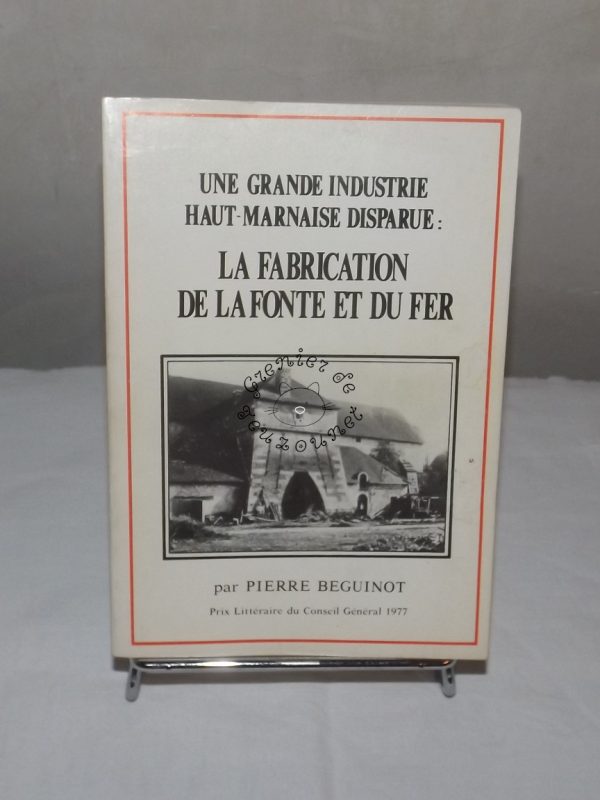 UNE GRANDE INDUSTRIE
HAUT-MARNAISE DISPARUE :
LA FABRICATION
DE LA FONTE ET DU FER
Grenier de
par PIERRE BEGUINOT
Prix Littéraire du Conseil Général 1977